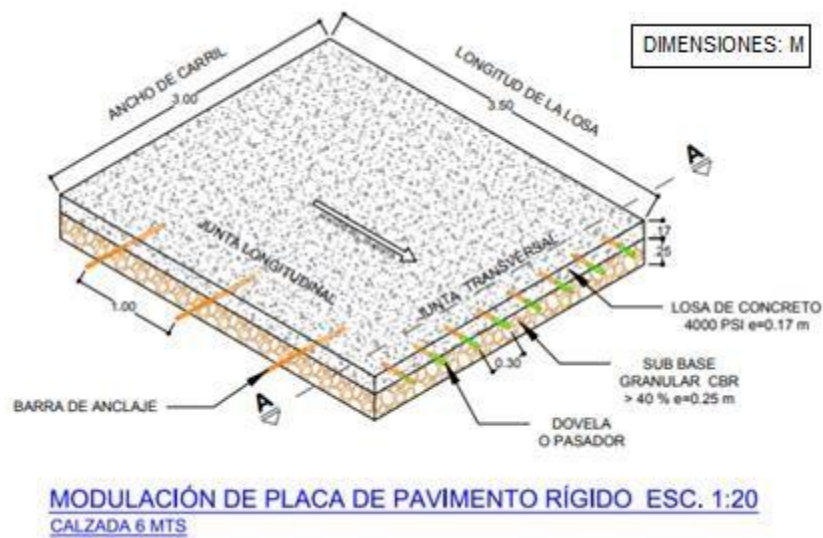 DIMENSIONES: M
ANCHO DE CARRIL
3.00
LONGITUD DE LA LOSA
3.50
A
.17
.25
JUNTA LONGITUDINAL
JUNTA TRANSVERSAL
1.00
0.30
LOSA DE CONCRETO
4000 PSI e=0.17 m
SUB BASE
GRANULAR CBR
> 40 % e=0.25 m
BARRA DE ANCLAJE
A
DOVELA
O PASADOR
MODULACIÓN DE PLACA DE PAVIMENTO RÍGIDO ESC. 1:20
CALZADA 6 MTS